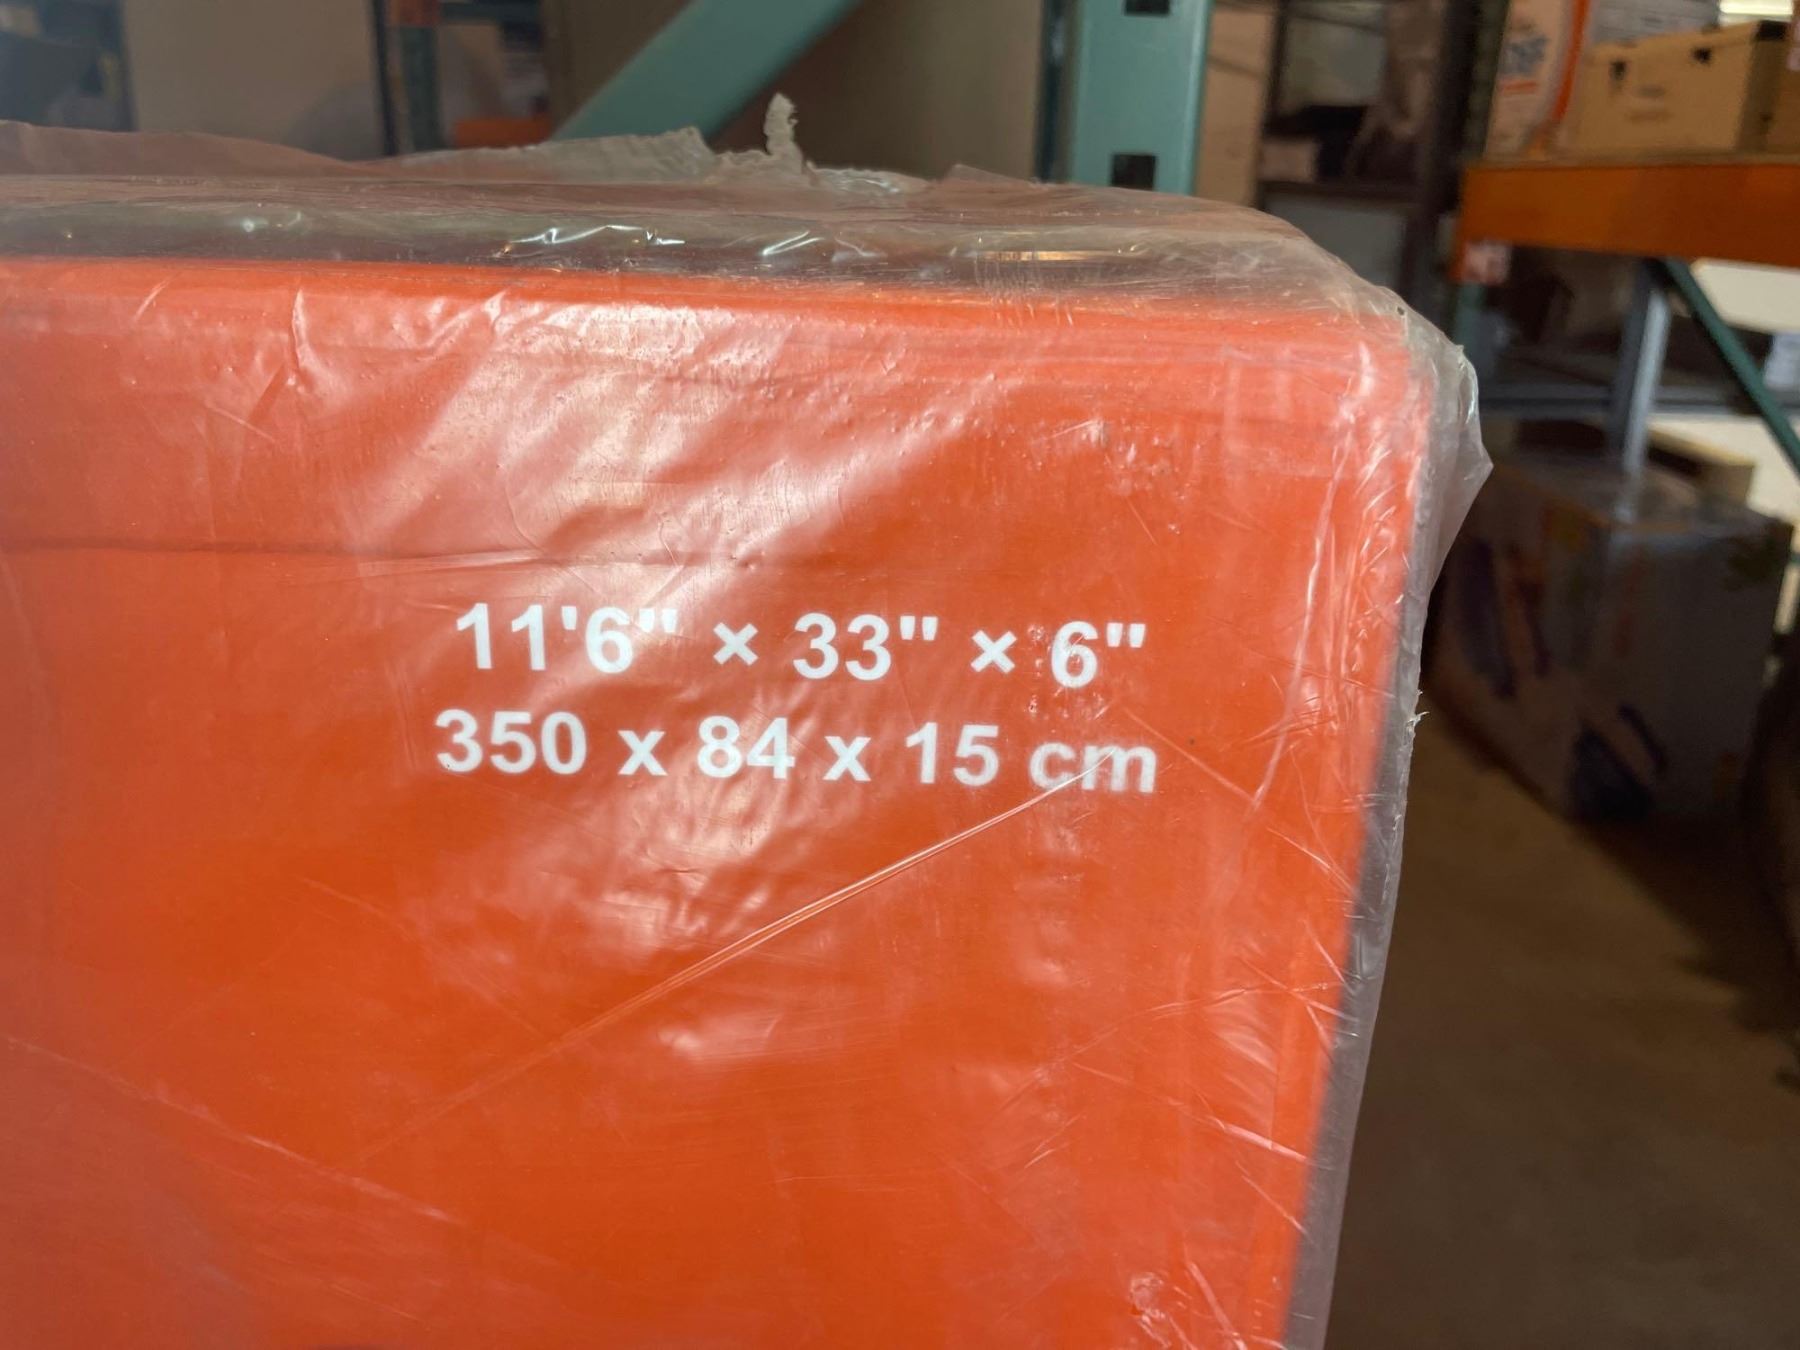 11'6" × 33" × 6"
350 x 84 x 15 cm